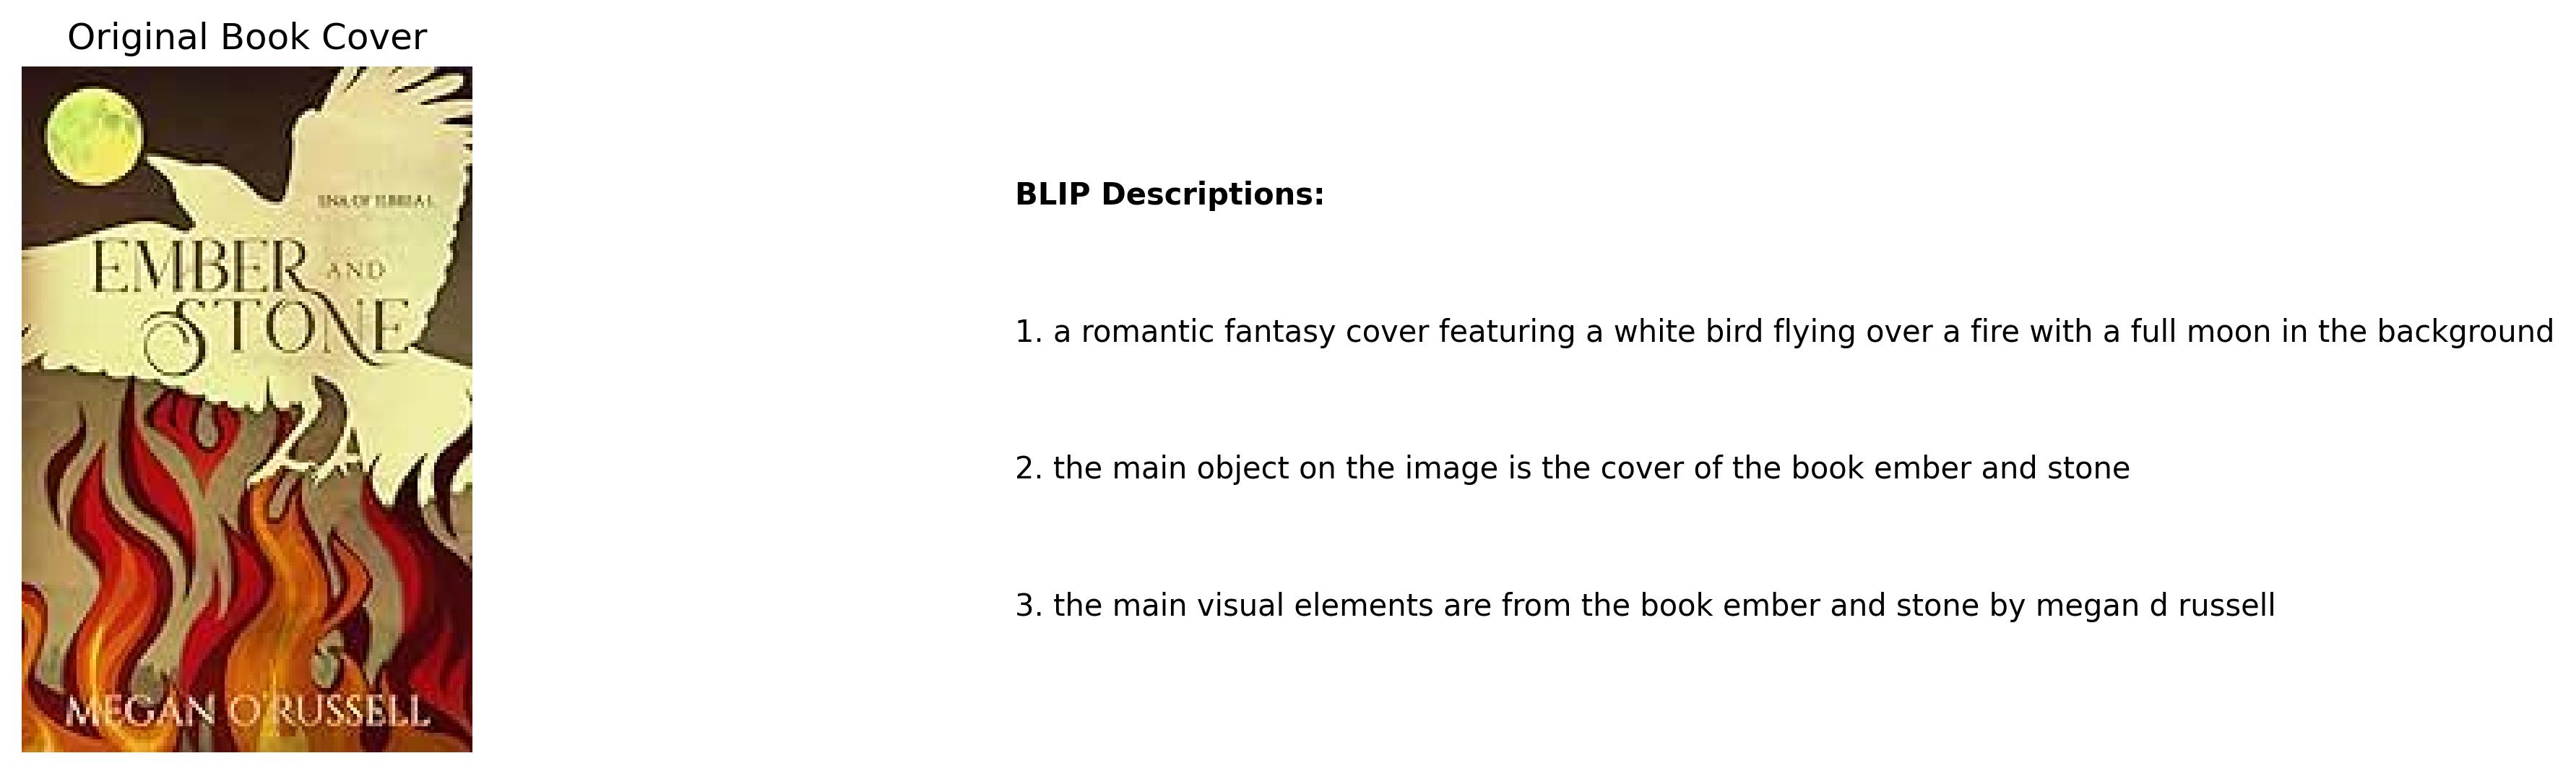 Original Book Cover
ENA OF ILBREA I
EMBER AND
STONE
MEGAN O'RUSSELL
BLIP Descriptions:
1. a romantic fantasy cover featuring a white bird flying over a fire with a full moon in the background
2. the main object on the image is the cover of the book ember and stone
3. the main visual elements are from the book ember and stone by megan d russell